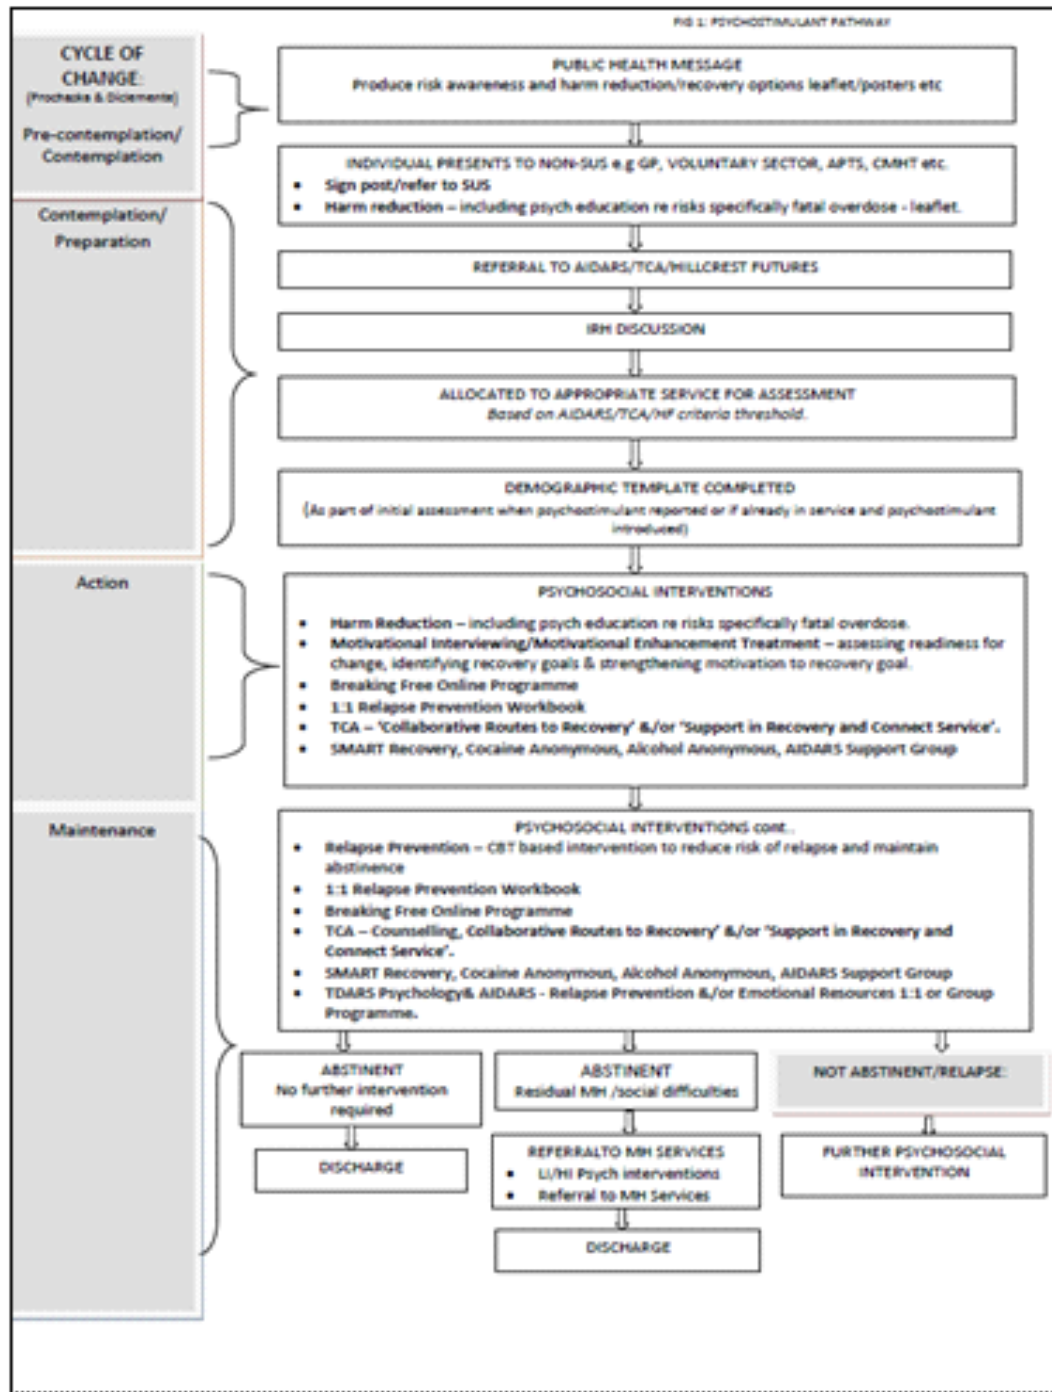 FIG 1: PSYCHOSTIMULANT PATHWAY
CYCLE OF
CHANGE:
(Prochaska & Diclemente)
Pre-contemplation/
Contemplation
PUBLIC HEALTH MESSAGE
Produce risk awareness and harm reduction/recovery options leaflet/posters etc
INDIVIDUAL PRESENTS TO NON-SUS e.g GP, VOLUNTARY SECTOR, APTS, CMHT etc.
• Sign post/refer to SUS
• Harm reduction – including psych education re risks specifically fatal overdose - leaflet.
Contemplation/
Preparation
REFERRAL TO AIDARS/TCA/HILLCREST FUTURES
IRH DISCUSSION
ALLOCATED TO APPROPRIATE SERVICE FOR ASSESSMENT
Based on AIDARS/TCA/HF criteria threshold.
DEMOGRAPHIC TEMPLATE COMPLETED
(As part of initial assessment when psychostimulant reported or if already in service and psychostimulant
introduced)
Action
PSYCHOSOCIAL INTERVENTIONS
• Harm Reduction – including psych education re risks specifically fatal overdose.
• Motivational Interviewing/Motivational Enhancement Treatment – assessing readiness for
change, identifying recovery goals & strengthening motivation to recovery goal.
• Breaking Free Online Programme
• 1:1 Relapse Prevention Workbook
• TCA – 'Collaborative Routes to Recovery' &/or 'Support in Recovery and Connect Service'.
• SMART Recovery, Cocaine Anonymous, Alcohol Anonymous, AIDARS Support Group
Maintenance
PSYCHOSOCIAL INTERVENTIONS cont..
• Relapse Prevention – CBT based intervention to reduce risk of relapse and maintain
abstinence
• 1:1 Relapse Prevention Workbook
• Breaking Free Online Programme
• TCA – Counselling, Collaborative Routes to Recovery' &/or 'Support in Recovery and
Connect Service'.
• SMART Recovery, Cocaine Anonymous, Alcohol Anonymous, AIDARS Support Group
• TDARS Psychology& AIDARS - Relapse Prevention &/or Emotional Resources 1:1 or Group
Programme.
ABSTINENT
No further intervention
required
DISCHARGE
ABSTINENT
Residual MH /social difficulties
REFERRALTO MH SERVICES
• LI/HI Psych interventions
• Referral to MH Services
DISCHARGE
NOT ABSTINENT/RELAPSE:
FURTHER PSYCHOSOCIAL
INTERVENTION